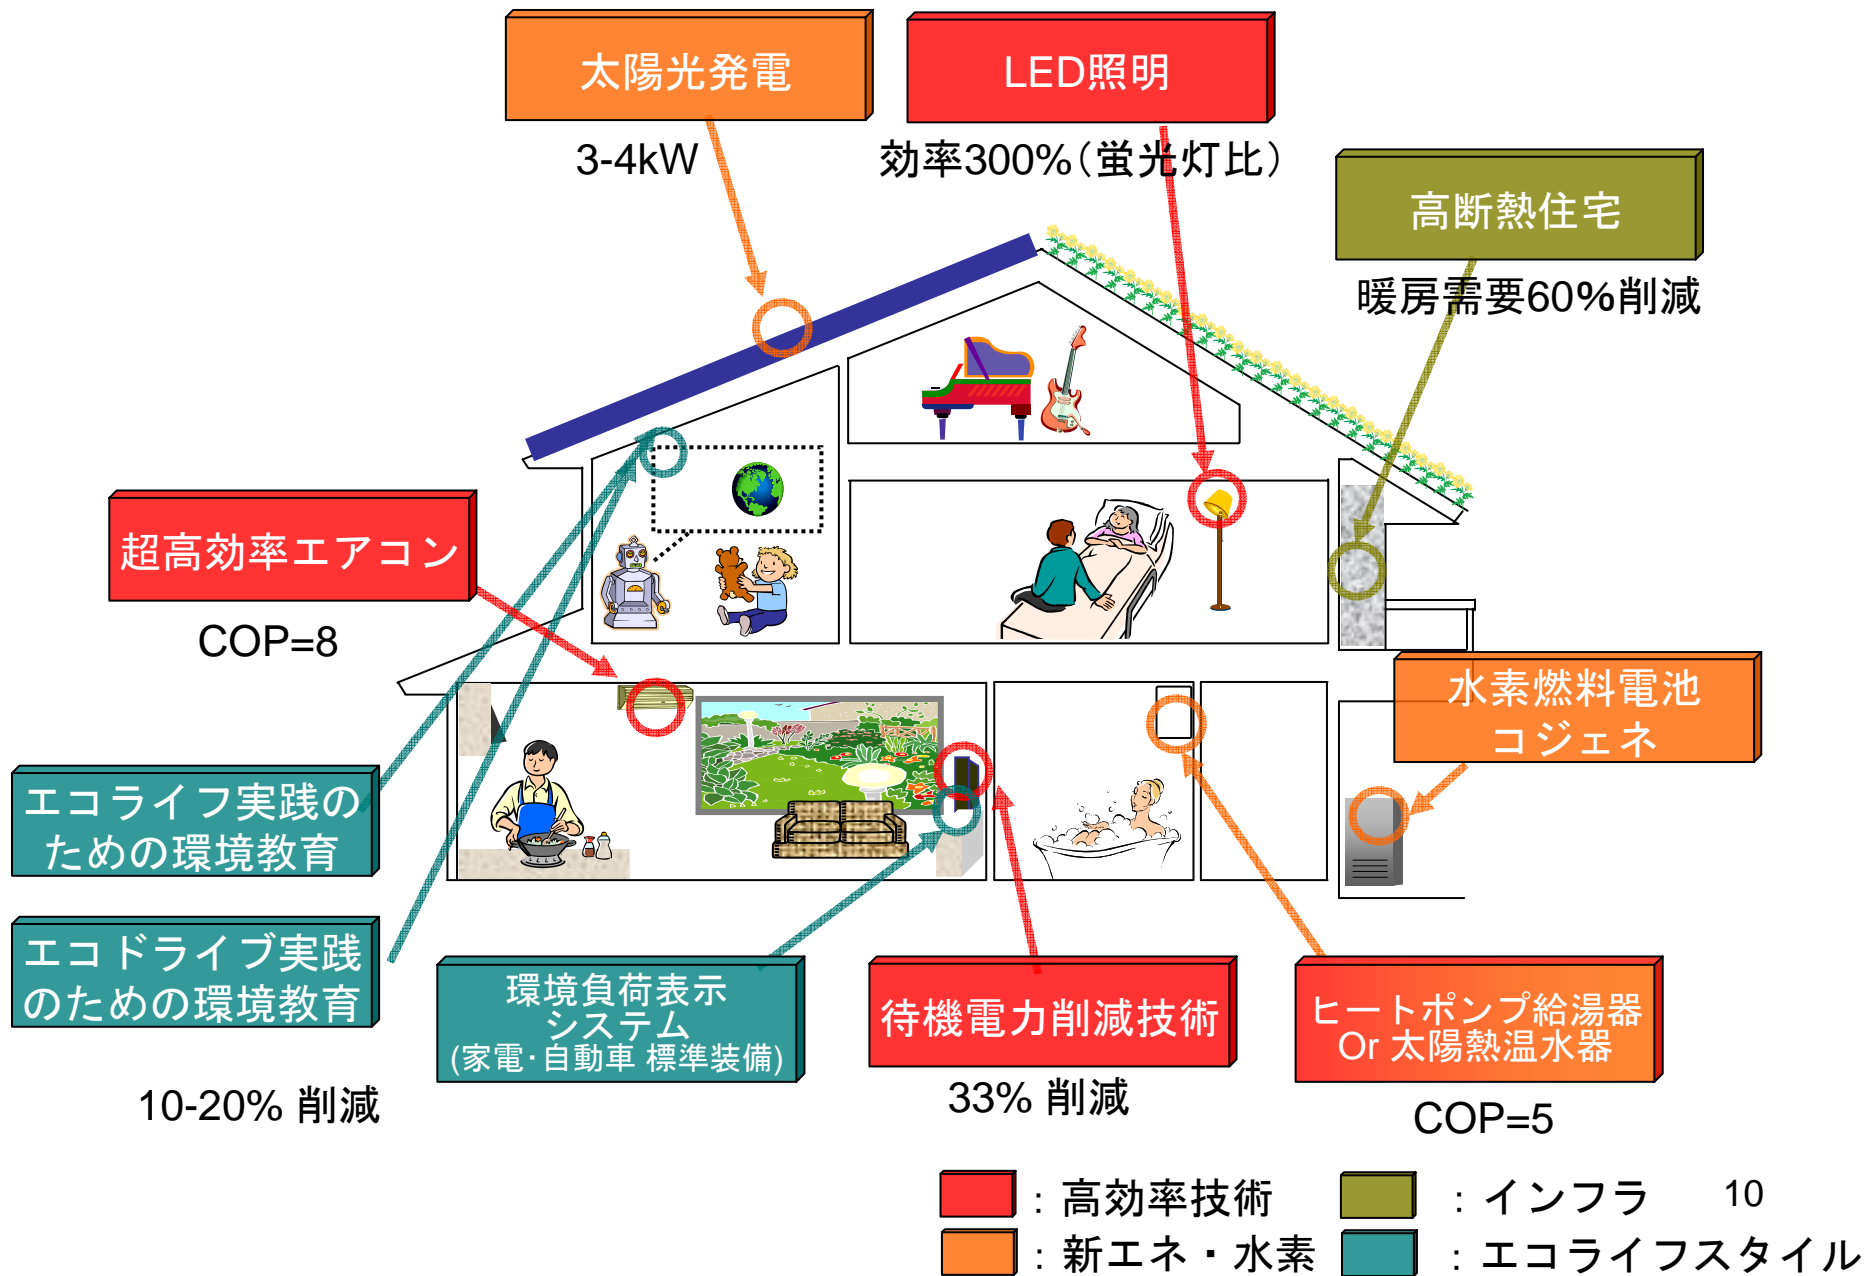 太陽光発電
3-4kW
LED照明
効率300%(蛍光灯比)
高断熱住宅
暖房需要60%削減
超高効率エアコン
COP=8
水素燃料電池
コジェネ
エコライフ実践の
ための環境教育
エコドライブ実践
のための環境教育
10-20% 削減
環境負荷表示
システム
(家電・自動車 標準装備)
待機電力削減技術
33% 削減
ヒートポンプ給湯器
Or 太陽熱温水器
COP=5
：高効率技術
：インフラ
10
：新エネ・水素
：エコライフスタイル